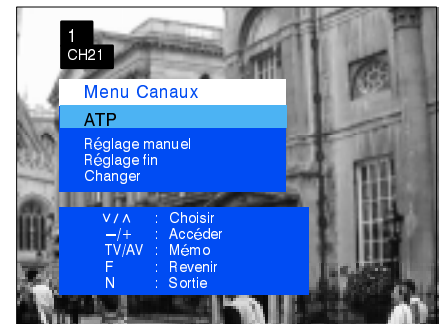 1
CH21
Menu Canaux
ATP
Réglage manuel
Réglage fin
Changer
∨/∧ : Choisir
−/+ : Accéder
TV/AV : Mémo
F : Revenir
N : Sortie